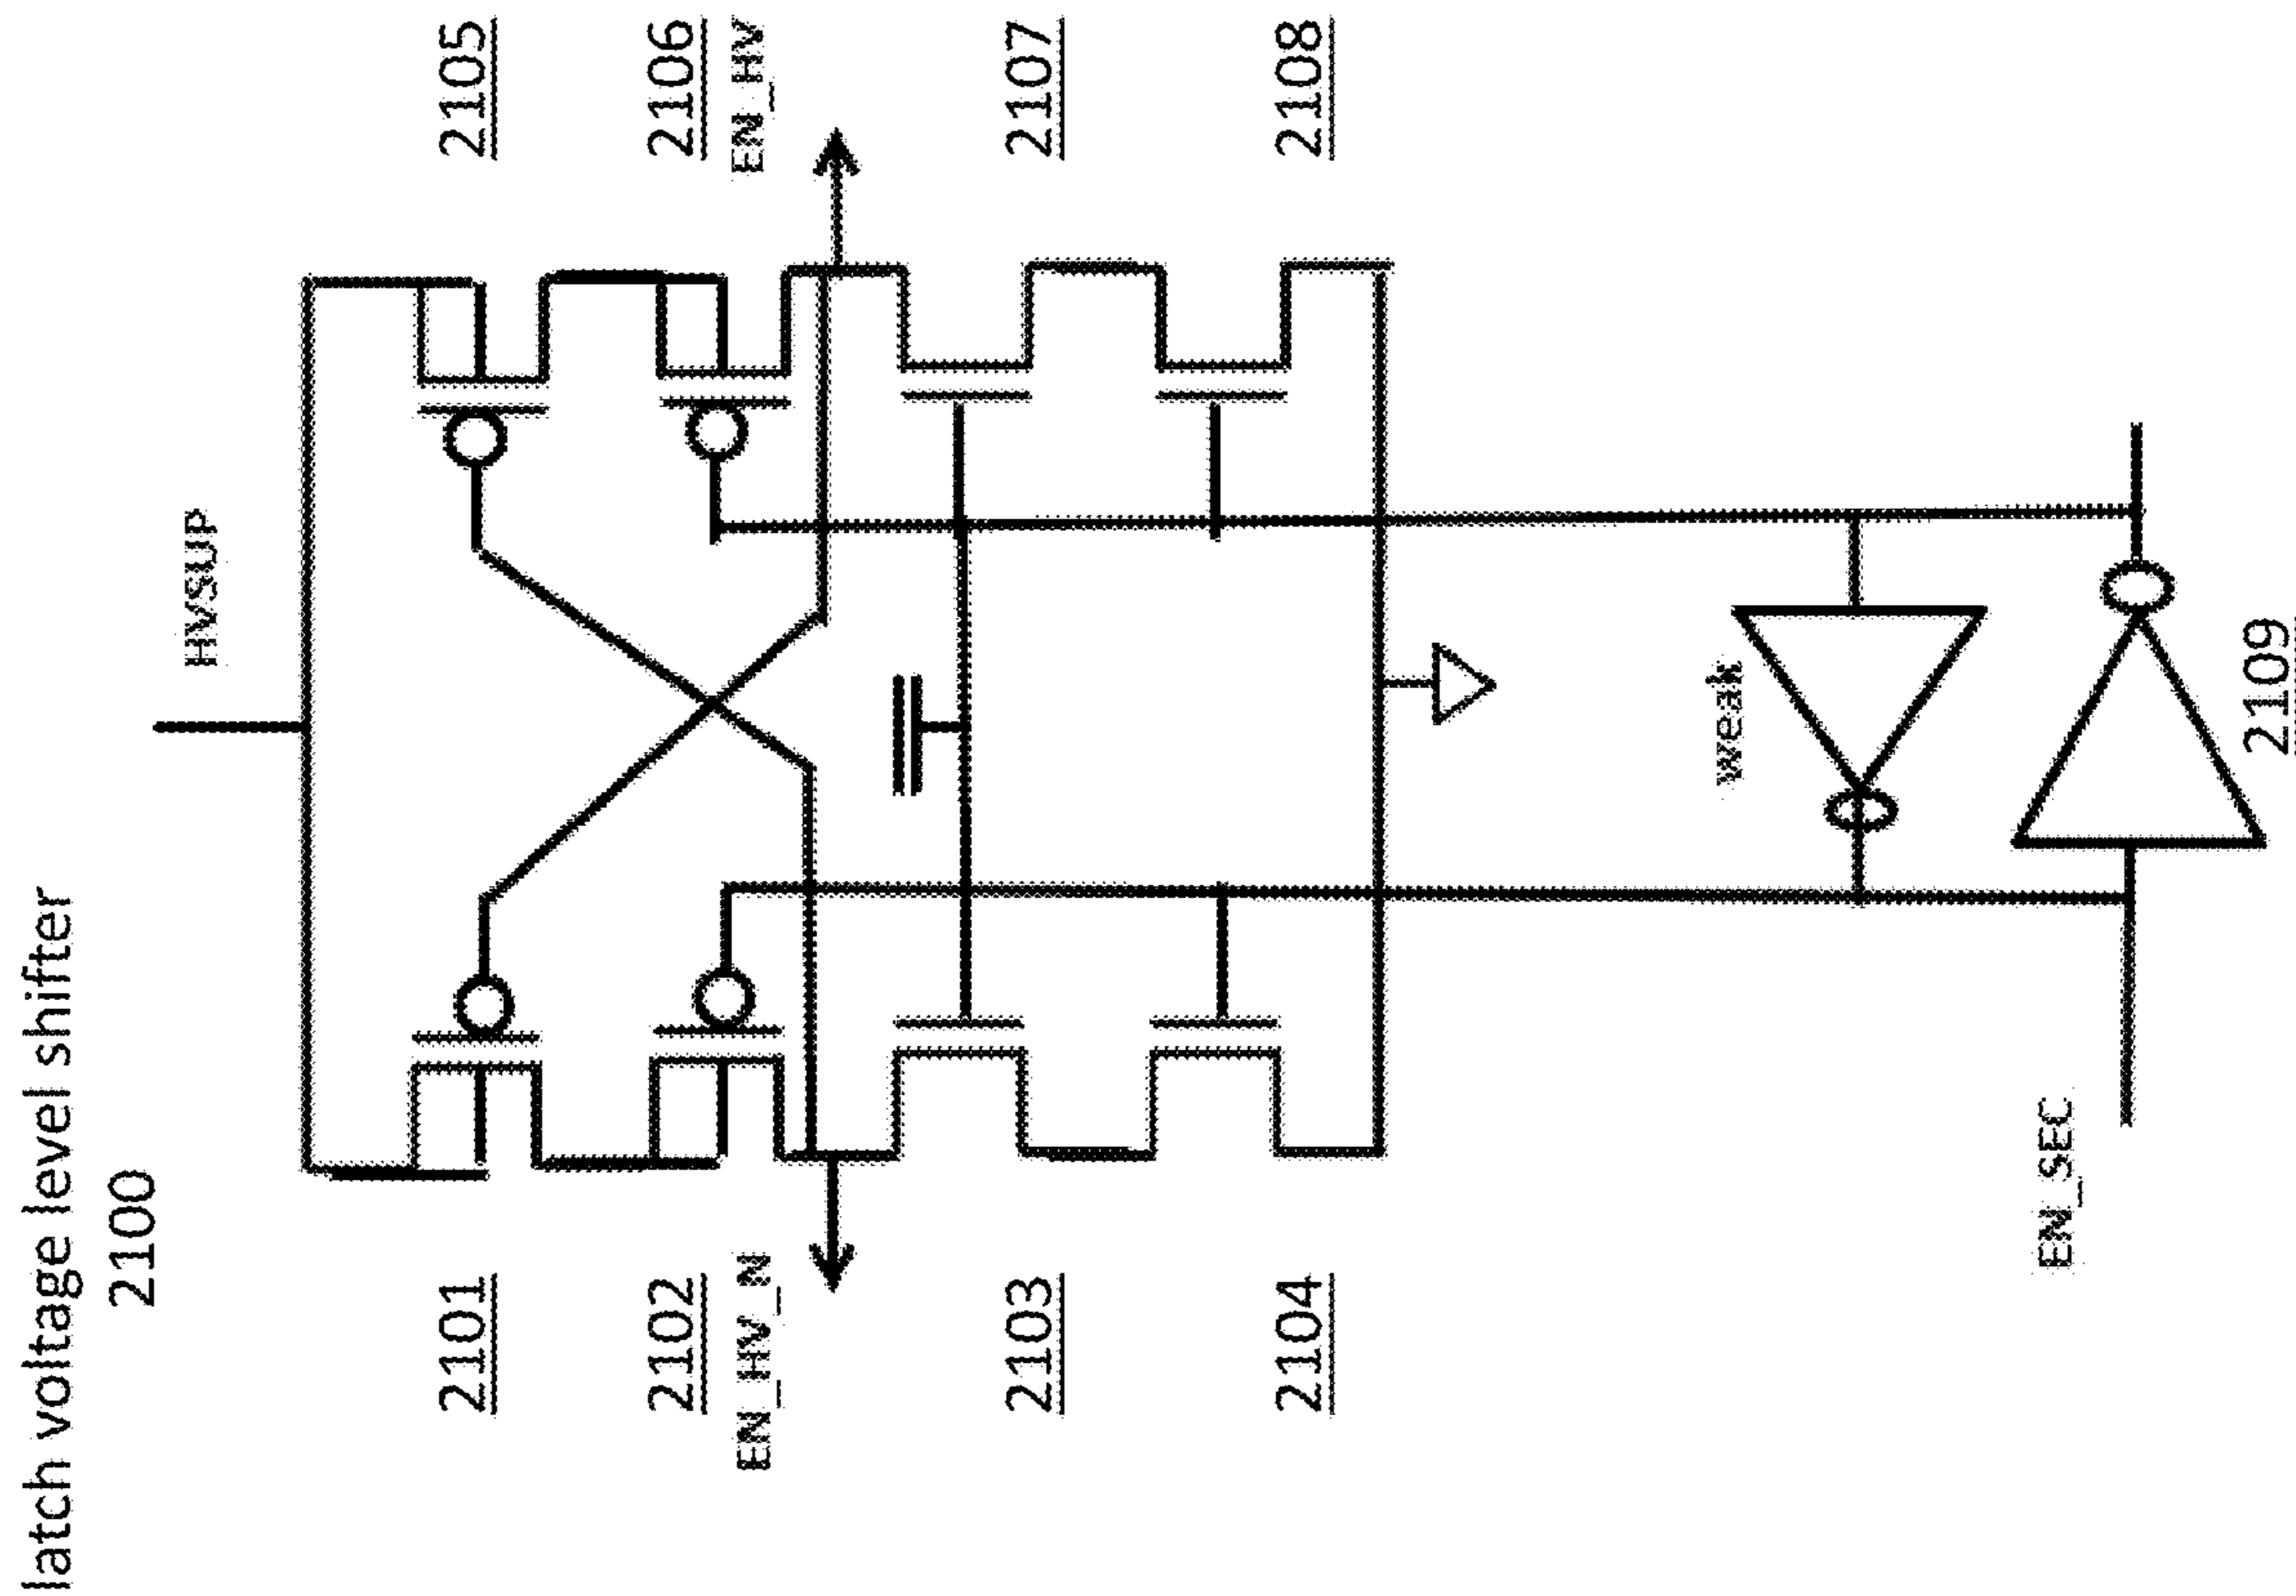 latch voltage level shifter
2100
HVSUP
2101
2105
2102
2106
EN_HV_N
EN_HV
2103
2107
2104
2108
weak
EN_SEC
2109